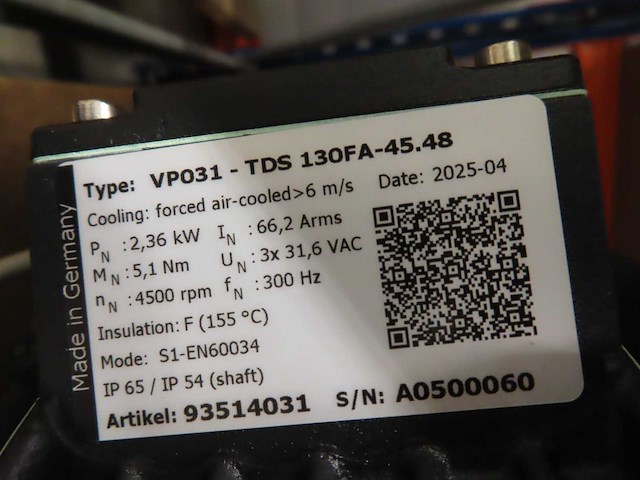 Type: VP031 - TDS 130FA-45.48
Cooling: forced air-cooled>6 m/s Date: 2025-04
PN : 2,36 kW IN : 66,2 Arms
MN : 5,1 Nm UN : 3x 31,6 VAC
nN : 4500 rpm fN : 300 Hz
Insulation: F (155 °C)
Mode: S1-EN60034
IP 65 / IP 54 (shaft)
Artikel: 93514031 S/N: A0500060
Made in Germany